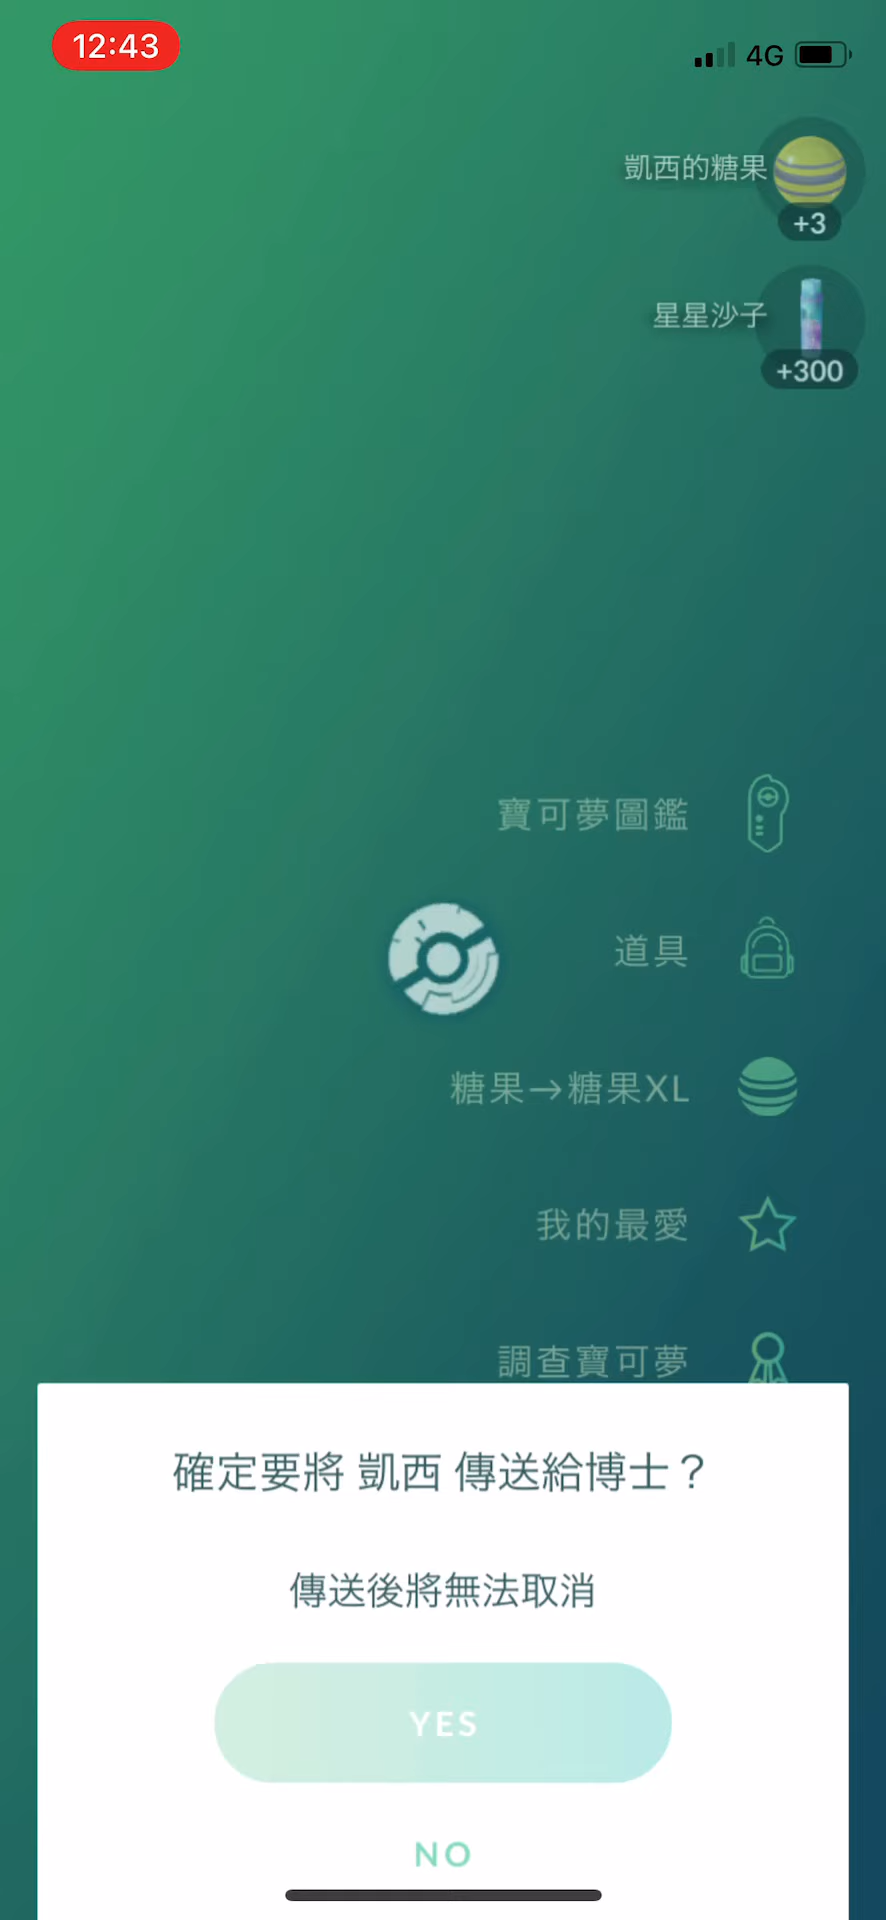 12:43
4G
凱西的糖果
+3
星星沙子
+300
寶可夢圖鑑
道具
糖果→糖果XL
我的最愛
調查寶可夢
確定要將 凱西 傳送給博士？
傳送後將無法取消
YES
NO